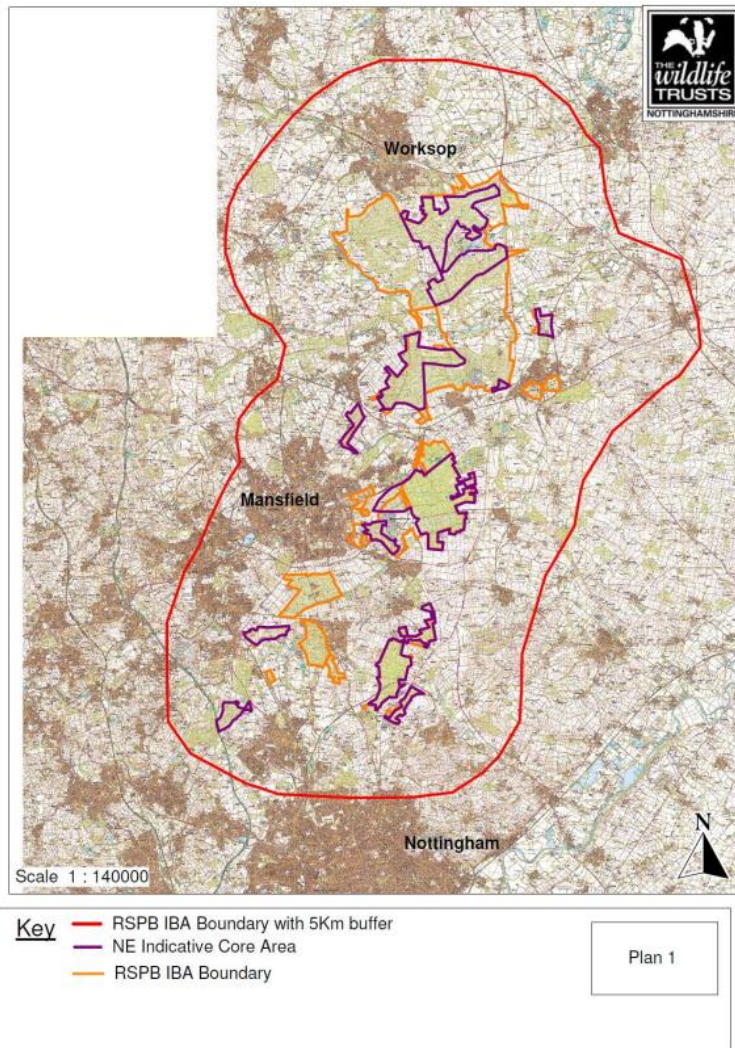 THE
wildlife
TRUSTS
NOTTINGHAMSHIRE
Worksop
Mansfield
Nottingham
N
Scale 1 : 140000
Key
RSPB IBA Boundary with 5Km buffer
NE Indicative Core Area
RSPB IBA Boundary
Plan 1